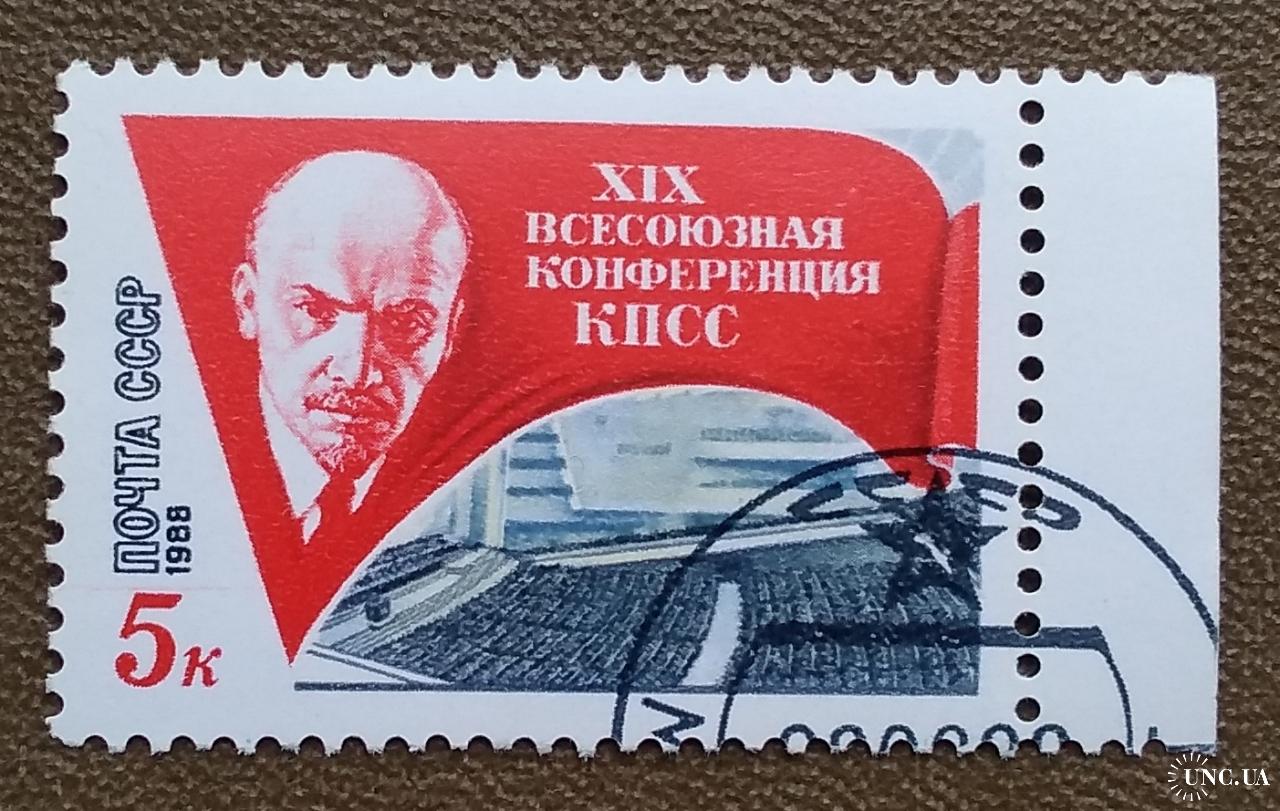 XIX
ВСЕСОЮЗНАЯ
КОНФЕРЕНЦИЯ
КПСС
ПОЧТА СССР
1988
5к
СССР
М
UNC.UA